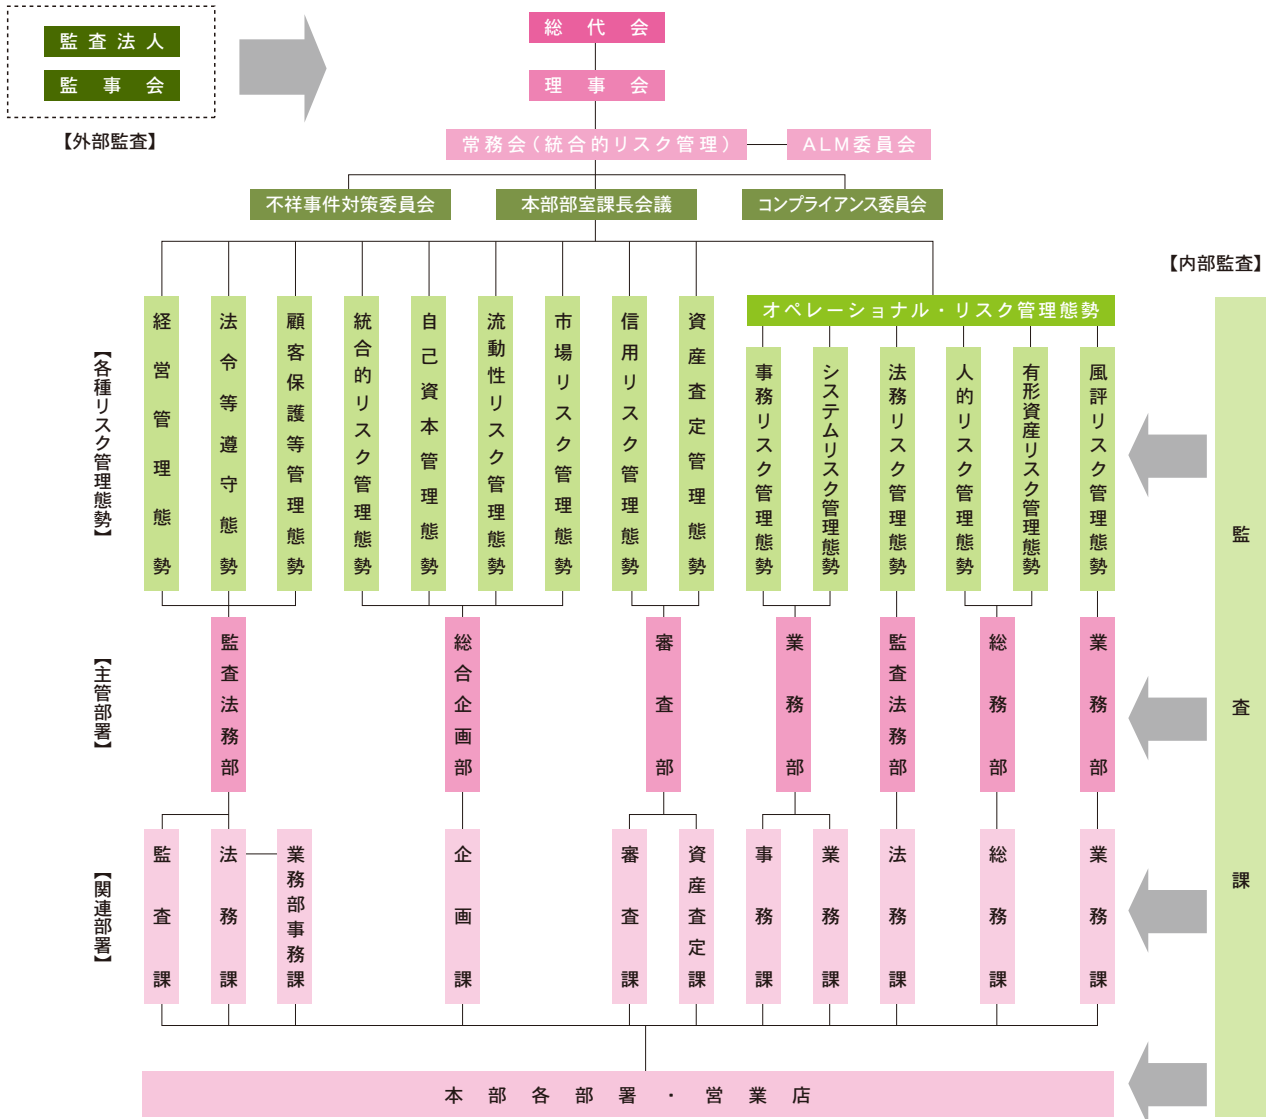 監査法人
監事会
【外部監査】
総代会
理事会
常務会(統合的リスク管理)
ALM委員会
不祥事件対策委員会
本部部室課長会議
コンプライアンス委員会
【内部監査】
【各種リスク管理態勢】
経営管理態勢
法令等遵守態勢
顧客保護等管理態勢
統合的リスク管理態勢
自己資本管理態勢
流動性リスク管理態勢
市場リスク管理態勢
信用リスク管理態勢
資産査定管理態勢
オペレーショナル・リスク管理態勢
事務リスク管理態勢
システムリスク管理態勢
法務リスク管理態勢
人的リスク管理態勢
有形資産リスク管理態勢
風評リスク管理態勢
【主管部署】
監査法務部
総合企画部
審査部
業務部
監査法務部
総務部
業務部
【関連部署】
監査課
法務課
業務部事務課
企画課
審査課
資産査定課
事務課
業務課
法務課
総務課
業務課
監査課
本部各部署・営業店